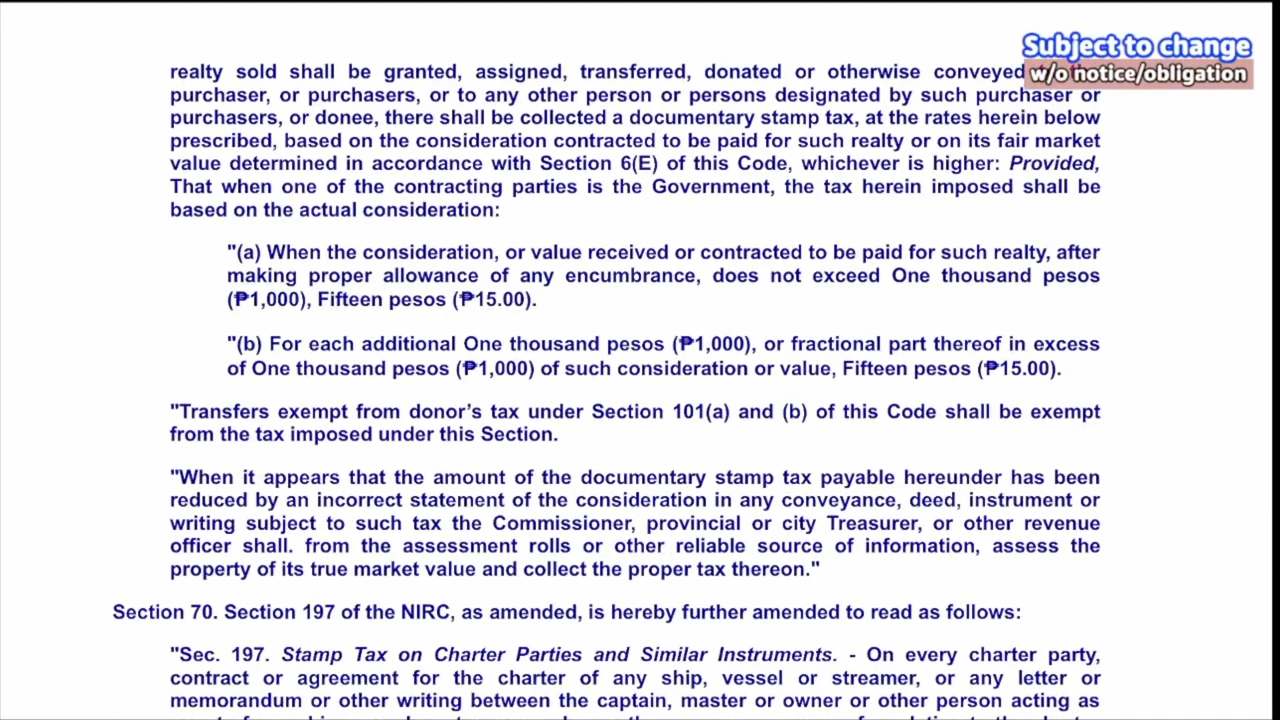 Subject to change
w/o notice/obligation
realty sold shall be granted, assigned, transferred, donated or otherwise conveyed
purchaser, or purchasers, or to any other person or persons designated by such purchaser or
purchasers, or donee, there shall be collected a documentary stamp tax, at the rates herein below
prescribed, based on the consideration contracted to be paid for such realty or on its fair market
value determined in accordance with Section 6(E) of this Code, whichever is higher: Provided,
That when one of the contracting parties is the Government, the tax herein imposed shall be
based on the actual consideration:
"(a) When the consideration, or value received or contracted to be paid for such realty, after
making proper allowance of any encumbrance, does not exceed One thousand pesos
(₱1,000), Fifteen pesos (₱15.00).
"(b) For each additional One thousand pesos (₱1,000), or fractional part thereof in excess
of One thousand pesos (₱1,000) of such consideration or value, Fifteen pesos (₱15.00).
"Transfers exempt from donor's tax under Section 101(a) and (b) of this Code shall be exempt
from the tax imposed under this Section.
"When it appears that the amount of the documentary stamp tax payable hereunder has been
reduced by an incorrect statement of the consideration in any conveyance, deed, instrument or
writing subject to such tax the Commissioner, provincial or city Treasurer, or other revenue
officer shall. from the assessment rolls or other reliable source of information, assess the
property of its true market value and collect the proper tax thereon."
Section 70. Section 197 of the NIRC, as amended, is hereby further amended to read as follows:
"Sec. 197. Stamp Tax on Charter Parties and Similar Instruments. - On every charter party,
contract or agreement for the charter of any ship, vessel or streamer, or any letter or
memorandum or other writing between the captain, master or owner or other person acting as